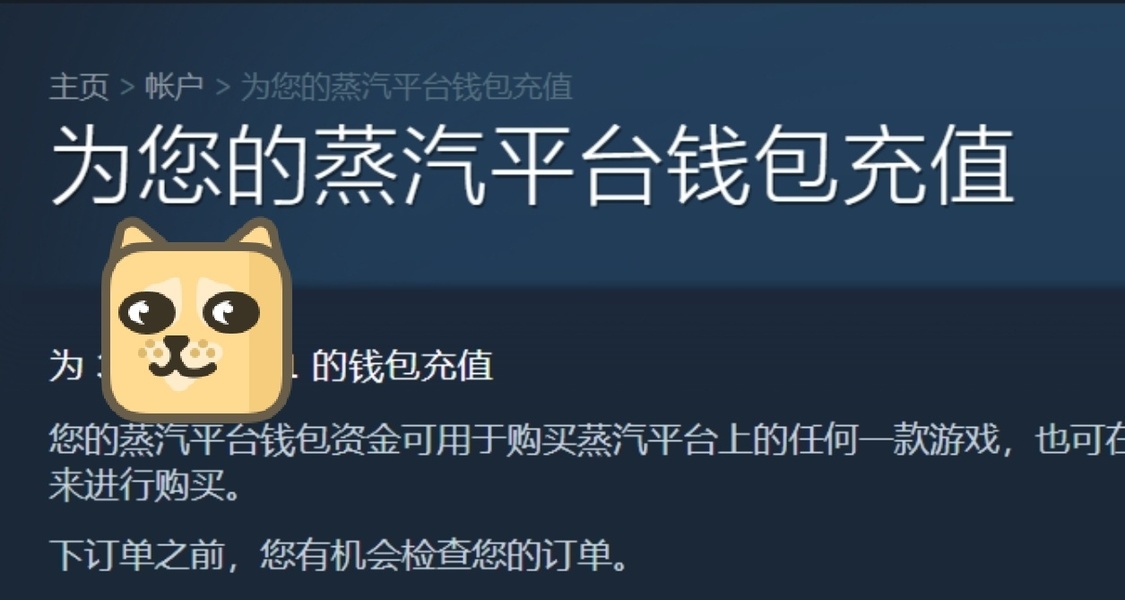 主页 > 帐户 > 为您的蒸汽平台钱包充值
为您的蒸汽平台钱包充值
为 的钱包充值
您的蒸汽平台钱包资金可用于购买蒸汽平台上的任何一款游戏，也可在
来进行购买。
下订单之前，您有机会检查您的订单。